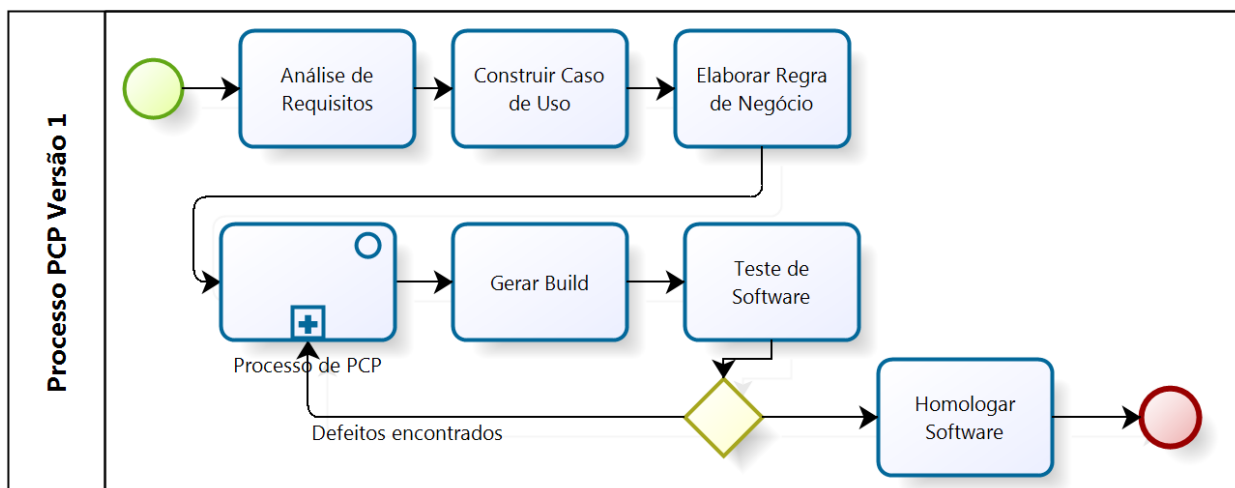 Processo PCP Versão 1
Análise de
Requisitos
Construir Caso
de Uso
Elaborar Regra
de Negócio
Processo de PCP
Gerar Build
Teste de
Software
Defeitos encontrados
Homologar
Software